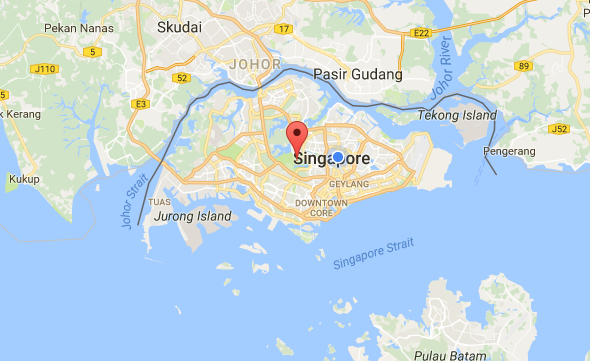 Pekan Nanas
Skudai
17
5
E22
J110
52
JOHOR
Pasir Gudang
89
Johor River
E3
Tekong Island
J52
Kerang
Singapore
Pengerang
Kukup
Johor Strait
GEYLANG
TUAS
Jurong Island
DOWNTOWN
CORE
Singapore Strait
Pulau Batam